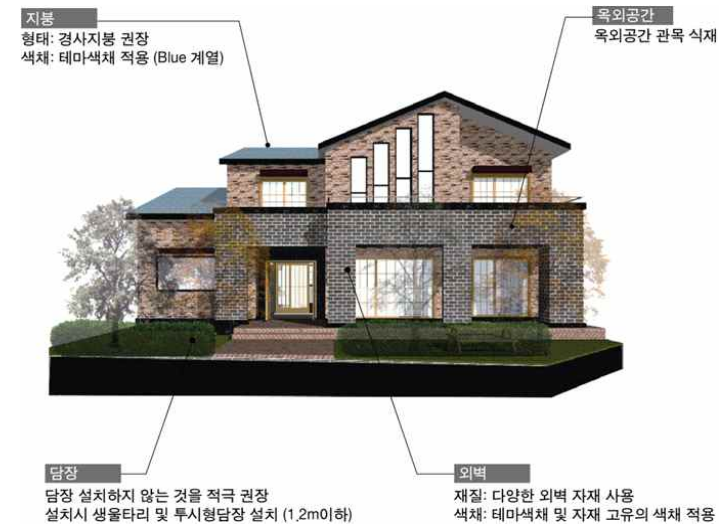 지붕
형태: 경사지붕 권장
색채: 테마색채 적용 (Blue 계열)
옥외공간
옥외공간 관목 식재
담장
담장 설치하지 않는 것을 적극 권장
설치시 생울타리 및 투시형담장 설치 (1,2m이하)
외벽
재질: 다양한 외벽 자재 사용
색채: 테마색채 및 자재 고유의 색채 적용